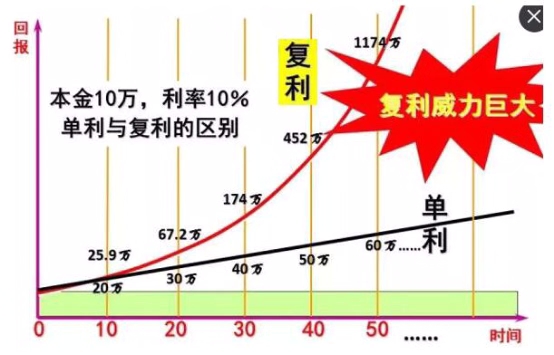 回报
本金10万，利率10%
单利与复利的区别
复利
复利威力巨大
1174万
452万
174万
67.2万
25.9万
单利
20万
30万
40万
50万
60万……
0 10 20 30 40 50 …… 时间